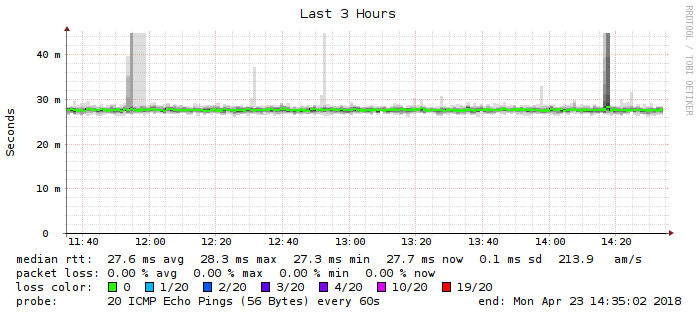 Last 3 Hours
RRDTOOL / TOBI OETIKER
Seconds
40 m
30 m
20 m
10 m
0
11:40 12:00 12:20 12:40 13:00 13:20 13:40 14:00 14:20
median rtt: 27.6 ms avg 28.3 ms max 27.3 ms min 27.7 ms now 0.1 ms sd 213.9 am/s
packet loss: 0.00 % avg 0.00 % max 0.00 % min 0.00 % now
loss color: 0 1/20 2/20 3/20 4/20 10/20 19/20
probe: 20 ICMP Echo Pings (56 Bytes) every 60s end: Mon Apr 23 14:35:02 2018